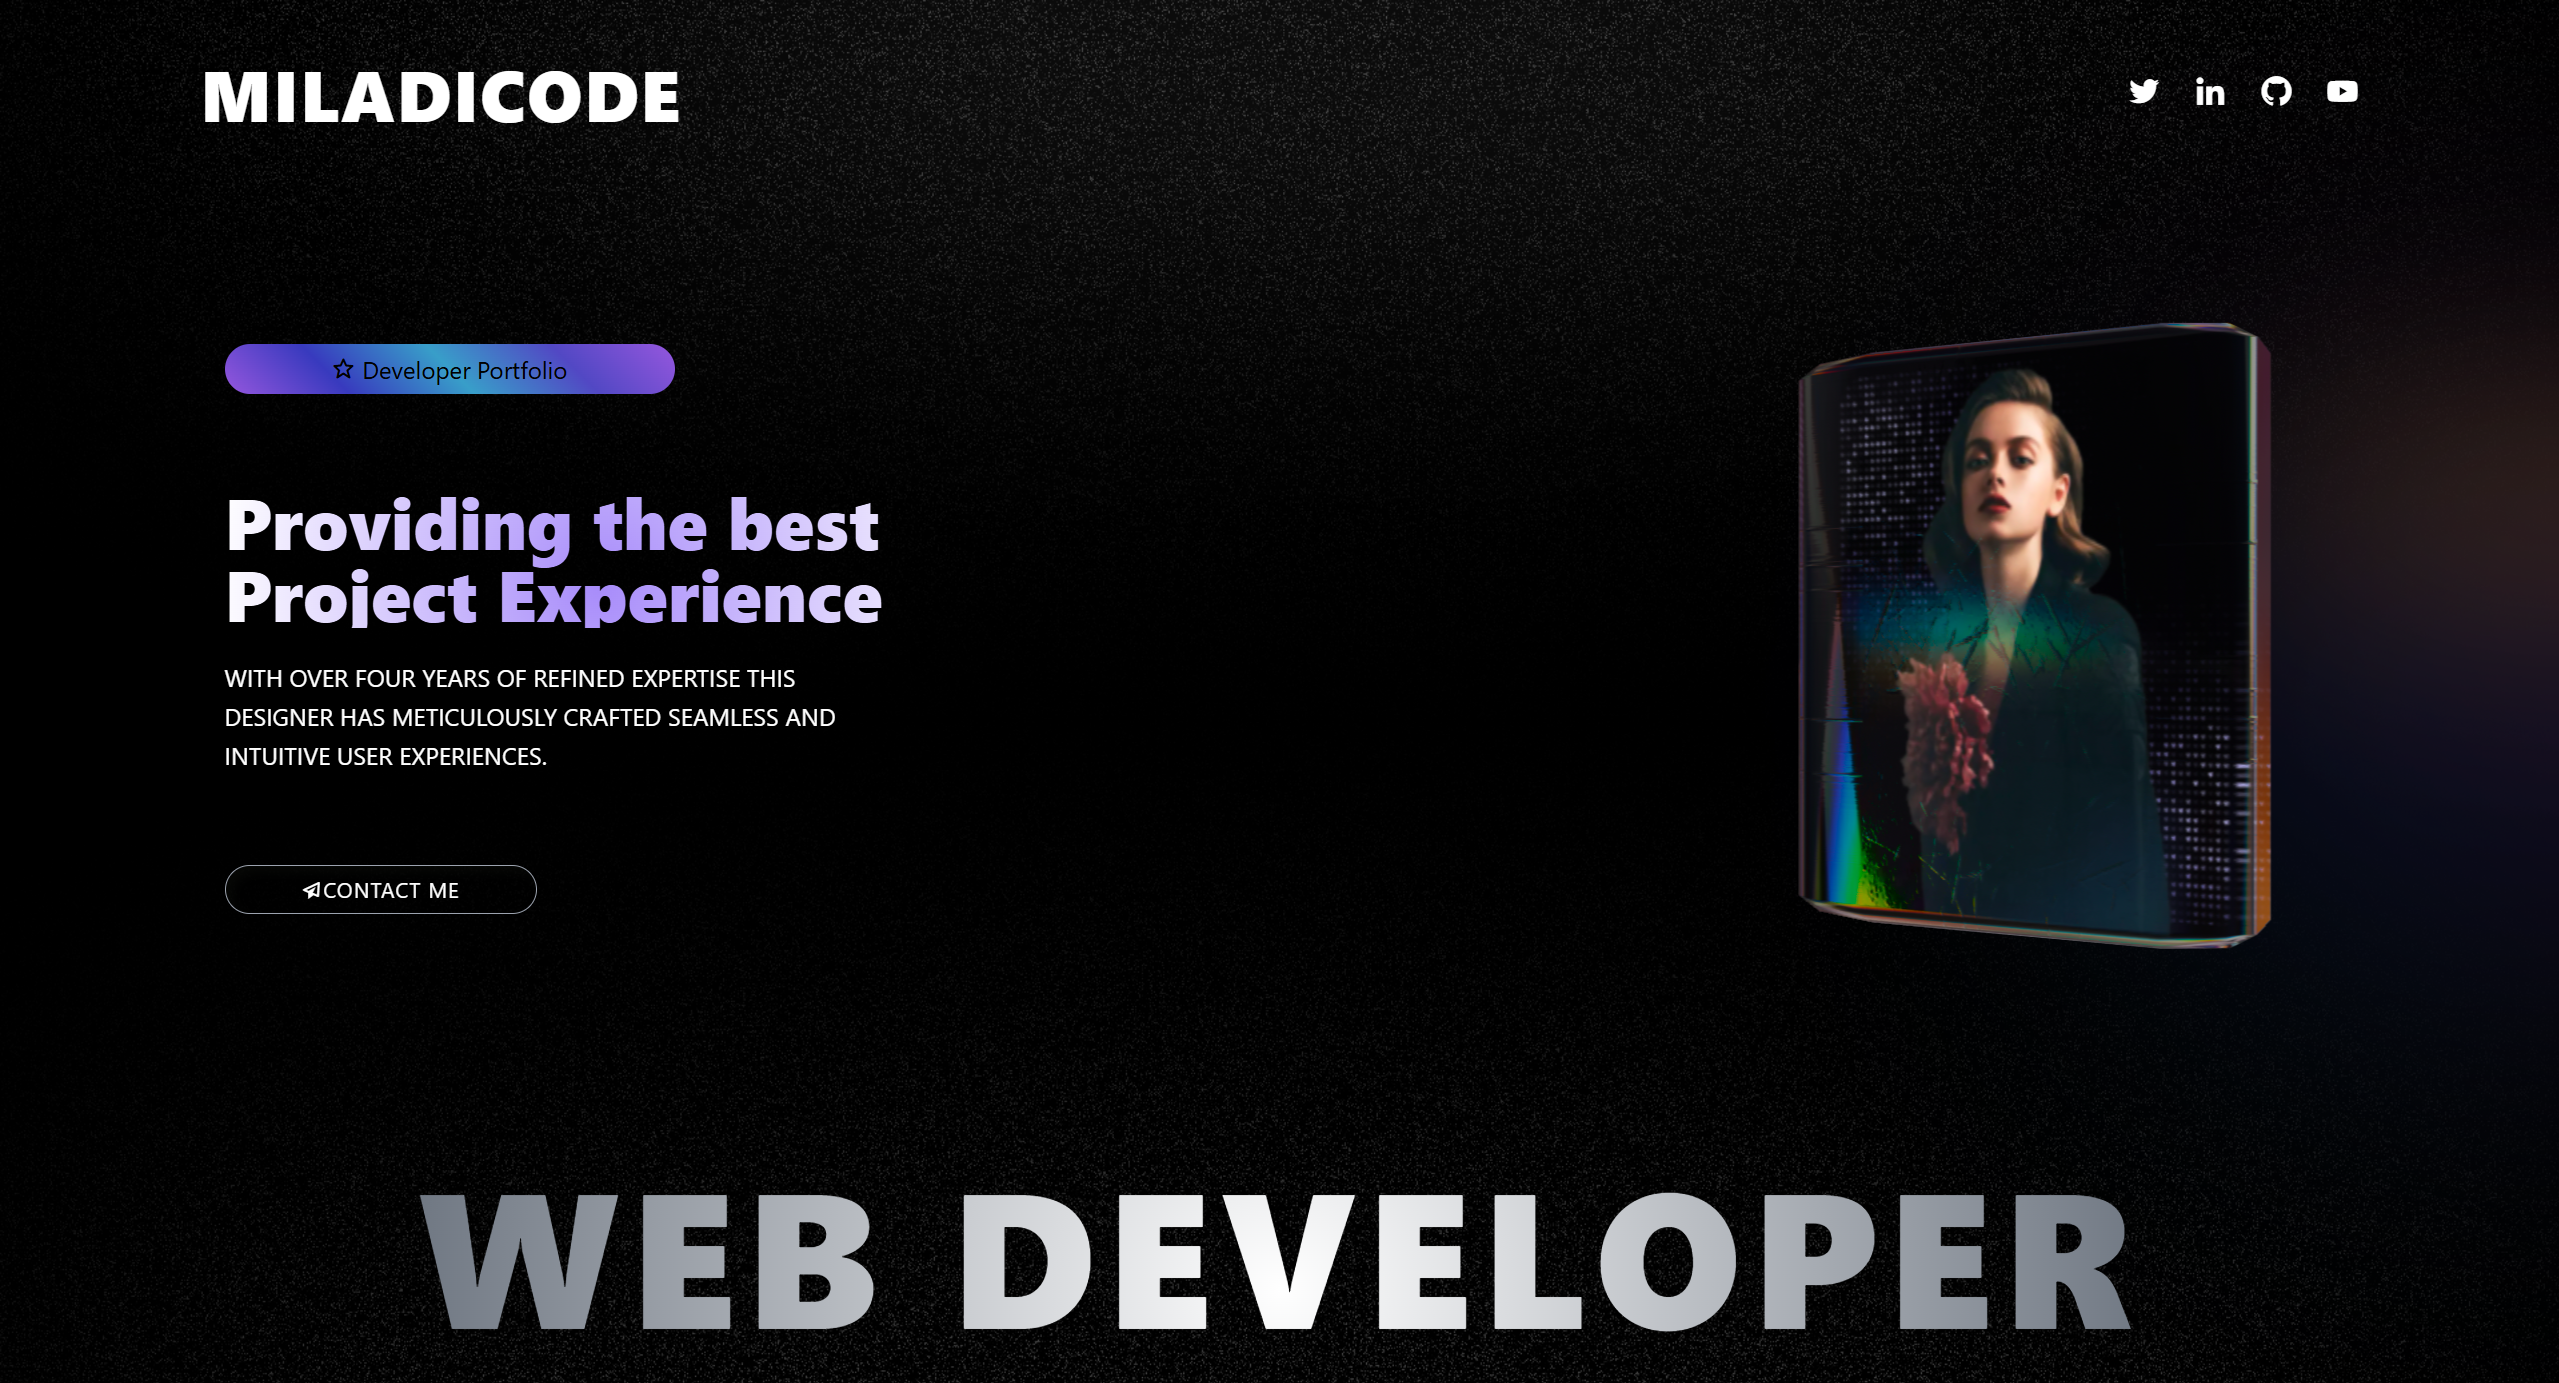 MILADICODE
Developer Portfolio
Providing the best
Project Experience
WITH OVER FOUR YEARS OF REFINED EXPERTISE THIS
DESIGNER HAS METICULOUSLY CRAFTED SEAMLESS AND
INTUITIVE USER EXPERIENCES.
CONTACT ME
WEB DEVELOPER